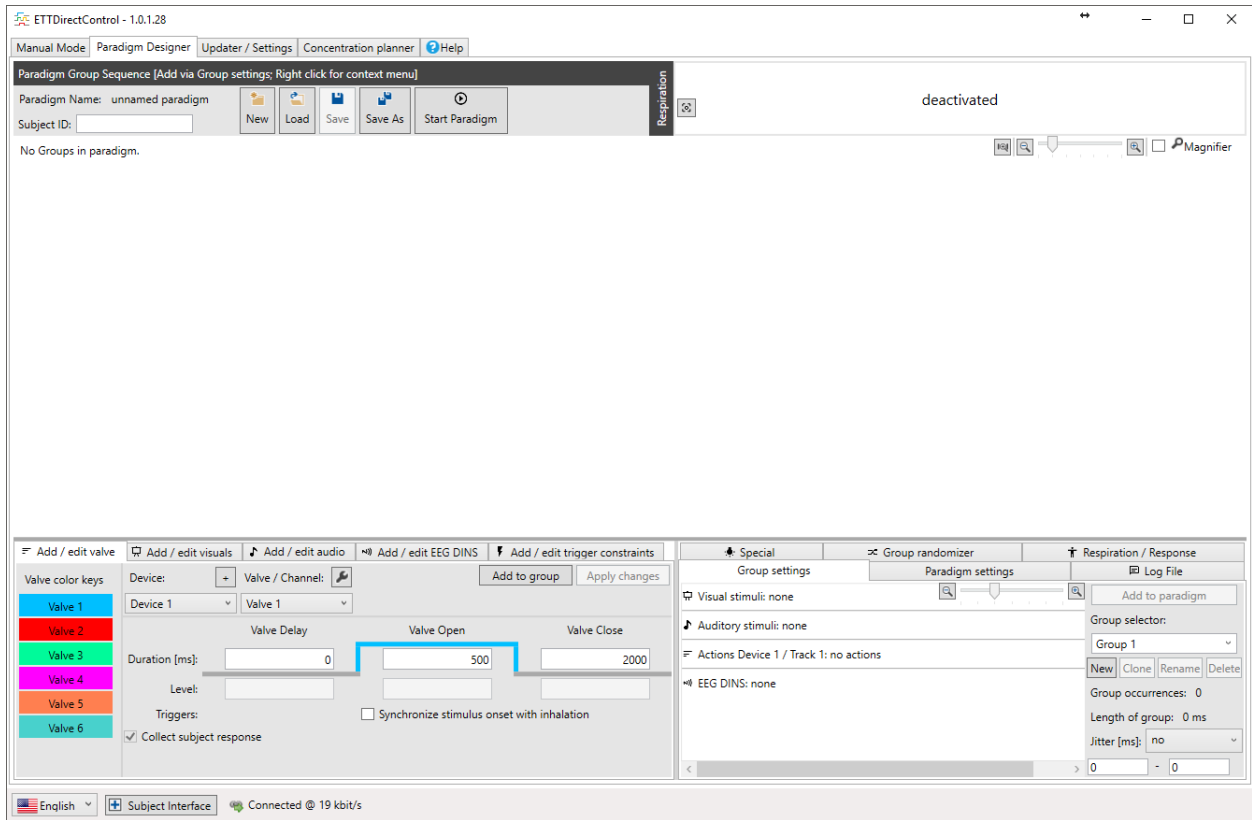 ETTDirectControl - 1.0.1.28
Manual Mode Paradigm Designer Updater / Settings Concentration planner Help
Paradigm Group Sequence [Add via Group settings; Right click for context menu]
Paradigm Name: unnamed paradigm
Subject ID:
New Load Save Save As Start Paradigm
Respiration
deactivated
No Groups in paradigm.
Magnifier
Add / edit valve Add / edit visuals Add / edit audio Add / edit EEG DINS Add / edit trigger constraints
Valve color keys
Valve 1
Valve 2
Valve 3
Valve 4
Valve 5
Valve 6
Device: + Valve / Channel: Add to group Apply changes
Device 1 Valve 1
Valve Delay Valve Open Valve Close
Duration [ms]: 0 500 2000
Level:
Triggers: Synchronize stimulus onset with inhalation
Collect subject response
Special Group randomizer Respiration / Response
Group settings Paradigm settings Log File
Visual stimuli: none
Auditory stimuli: none
Actions Device 1 / Track 1: no actions
EEG DINS: none
Add to paradigm
Group selector:
Group 1
New Clone Rename Delete
Group occurrences: 0
Length of group: 0 ms
Jitter [ms]: no
0 - 0
English Subject Interface Connected @ 19 kbit/s